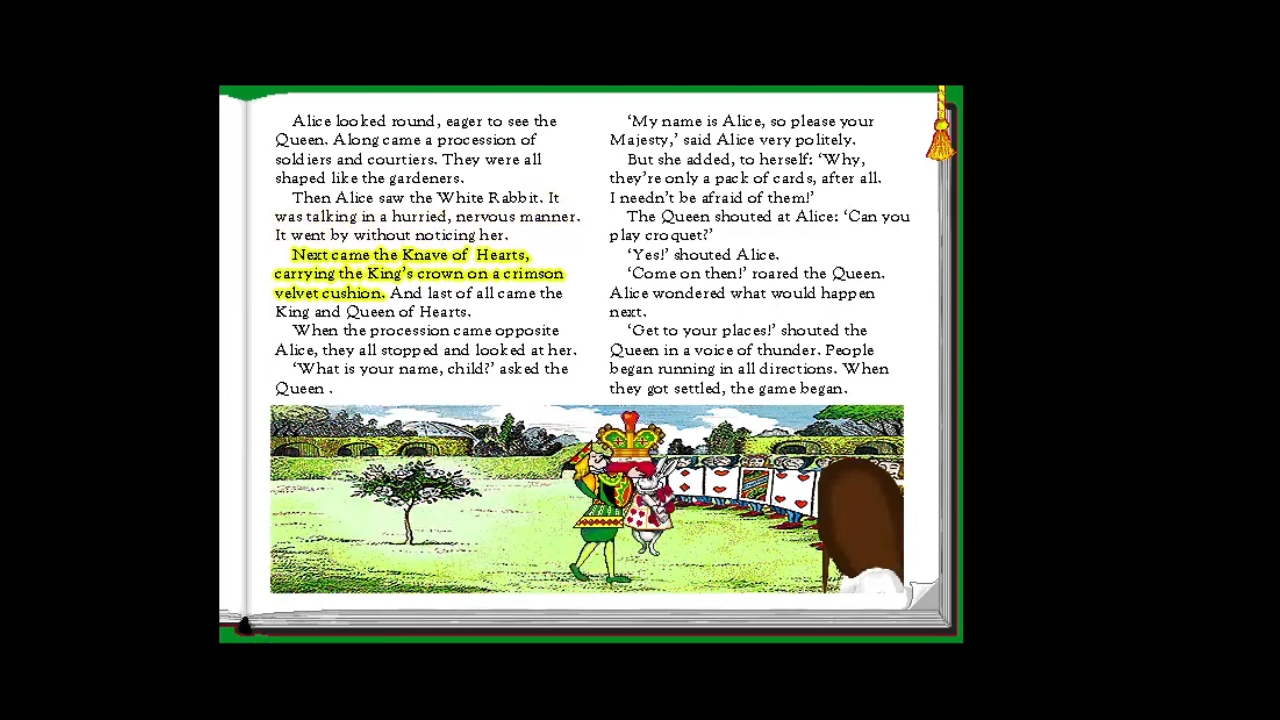 Alice looked round, eager to see the
Queen. Along came a procession of
soldiers and courtiers. They were all
shaped like the gardeners.
Then Alice saw the White Rabbit. It
was talking in a hurried, nervous manner.
It went by without noticing her.
Next came the Knave of Hearts,
carrying the King's crown on a crimson
velvet cushion. And last of all came the
King and Queen of Hearts.
When the procession came opposite
Alice, they all stopped and looked at her.
‘What is your name, child?’ asked the
Queen .
‘My name is Alice, so please your
Majesty,’ said Alice very politely.
But she added, to herself: ‘Why,
they’re only a pack of cards, after all.
I needn’t be afraid of them!’
The Queen shouted at Alice: ‘Can you
play croquet?’
‘Yes!’ shouted Alice.
‘Come on then!’ roared the Queen.
Alice wondered what would happen
next.
‘Get to your places!’ shouted the
Queen in a voice of thunder. People
began running in all directions. When
they got settled, the game began.